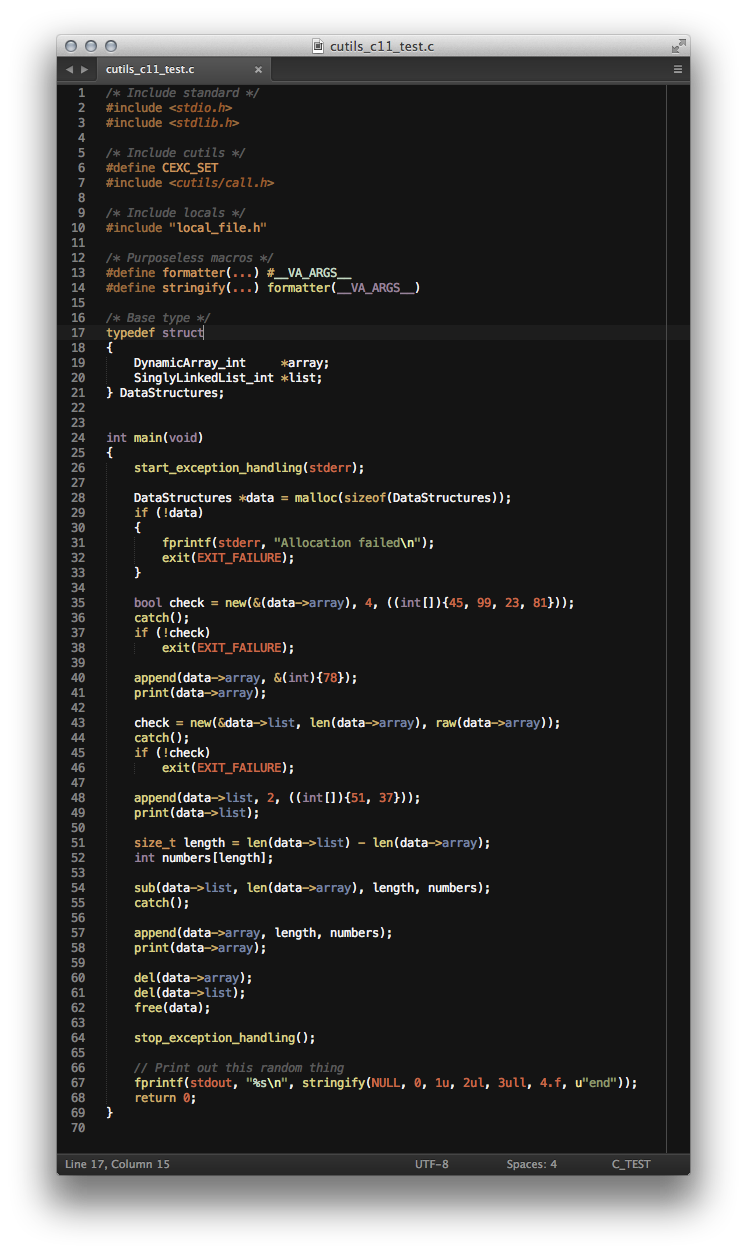 cutils_c11_test.c
cutils_c11_test.c ×
1 /* Include standard */
2 #include <stdio.h>
3 #include <stdlib.h>
4
5 /* Include cutils */
6 #define CEXC_SET
7 #include <cutils/call.h>
8
9 /* Include locals */
10 #include "local_file.h"
11
12 /* Purposeless macros */
13 #define formatter(...) #__VA_ARGS__
14 #define stringify(...) formatter(__VA_ARGS__)
15
16 /* Base type */
17 typedef struct
18 {
19     DynamicArray_int     *array;
20     SinglyLinkedList_int *list;
21 } DataStructures;
22
23
24 int main(void)
25 {
26     start_exception_handling(stderr);
27
28     DataStructures *data = malloc(sizeof(DataStructures));
29     if (!data)
30     {
31         fprintf(stderr, "Allocation failed\n");
32         exit(EXIT_FAILURE);
33     }
34
35     bool check = new(&(data->array), 4, ((int[]){45, 99, 23, 81}));
36     catch();
37     if (!check)
38         exit(EXIT_FAILURE);
39
40     append(data->array, &(int){78});
41     print(data->array);
42
43     check = new(&data->list, len(data->array), raw(data->array));
44     catch();
45     if (!check)
46         exit(EXIT_FAILURE);
47
48     append(data->list, 2, ((int[]){51, 37}));
49     print(data->list);
50
51     size_t length = len(data->list) - len(data->array);
52     int numbers[length];
53
54     sub(data->list, len(data->array), length, numbers);
55     catch();
56
57     append(data->array, length, numbers);
58     print(data->array);
59
60     del(data->array);
61     del(data->list);
62     free(data);
63
64     stop_exception_handling();
65
66     // Print out this random thing
67     fprintf(stdout, "%s\n", stringify(NULL, 0, 1u, 2ul, 3ull, 4.f, u"end"));
68     return 0;
69 }
70
Line 17, Column 15 UTF-8 Spaces: 4 C_TEST